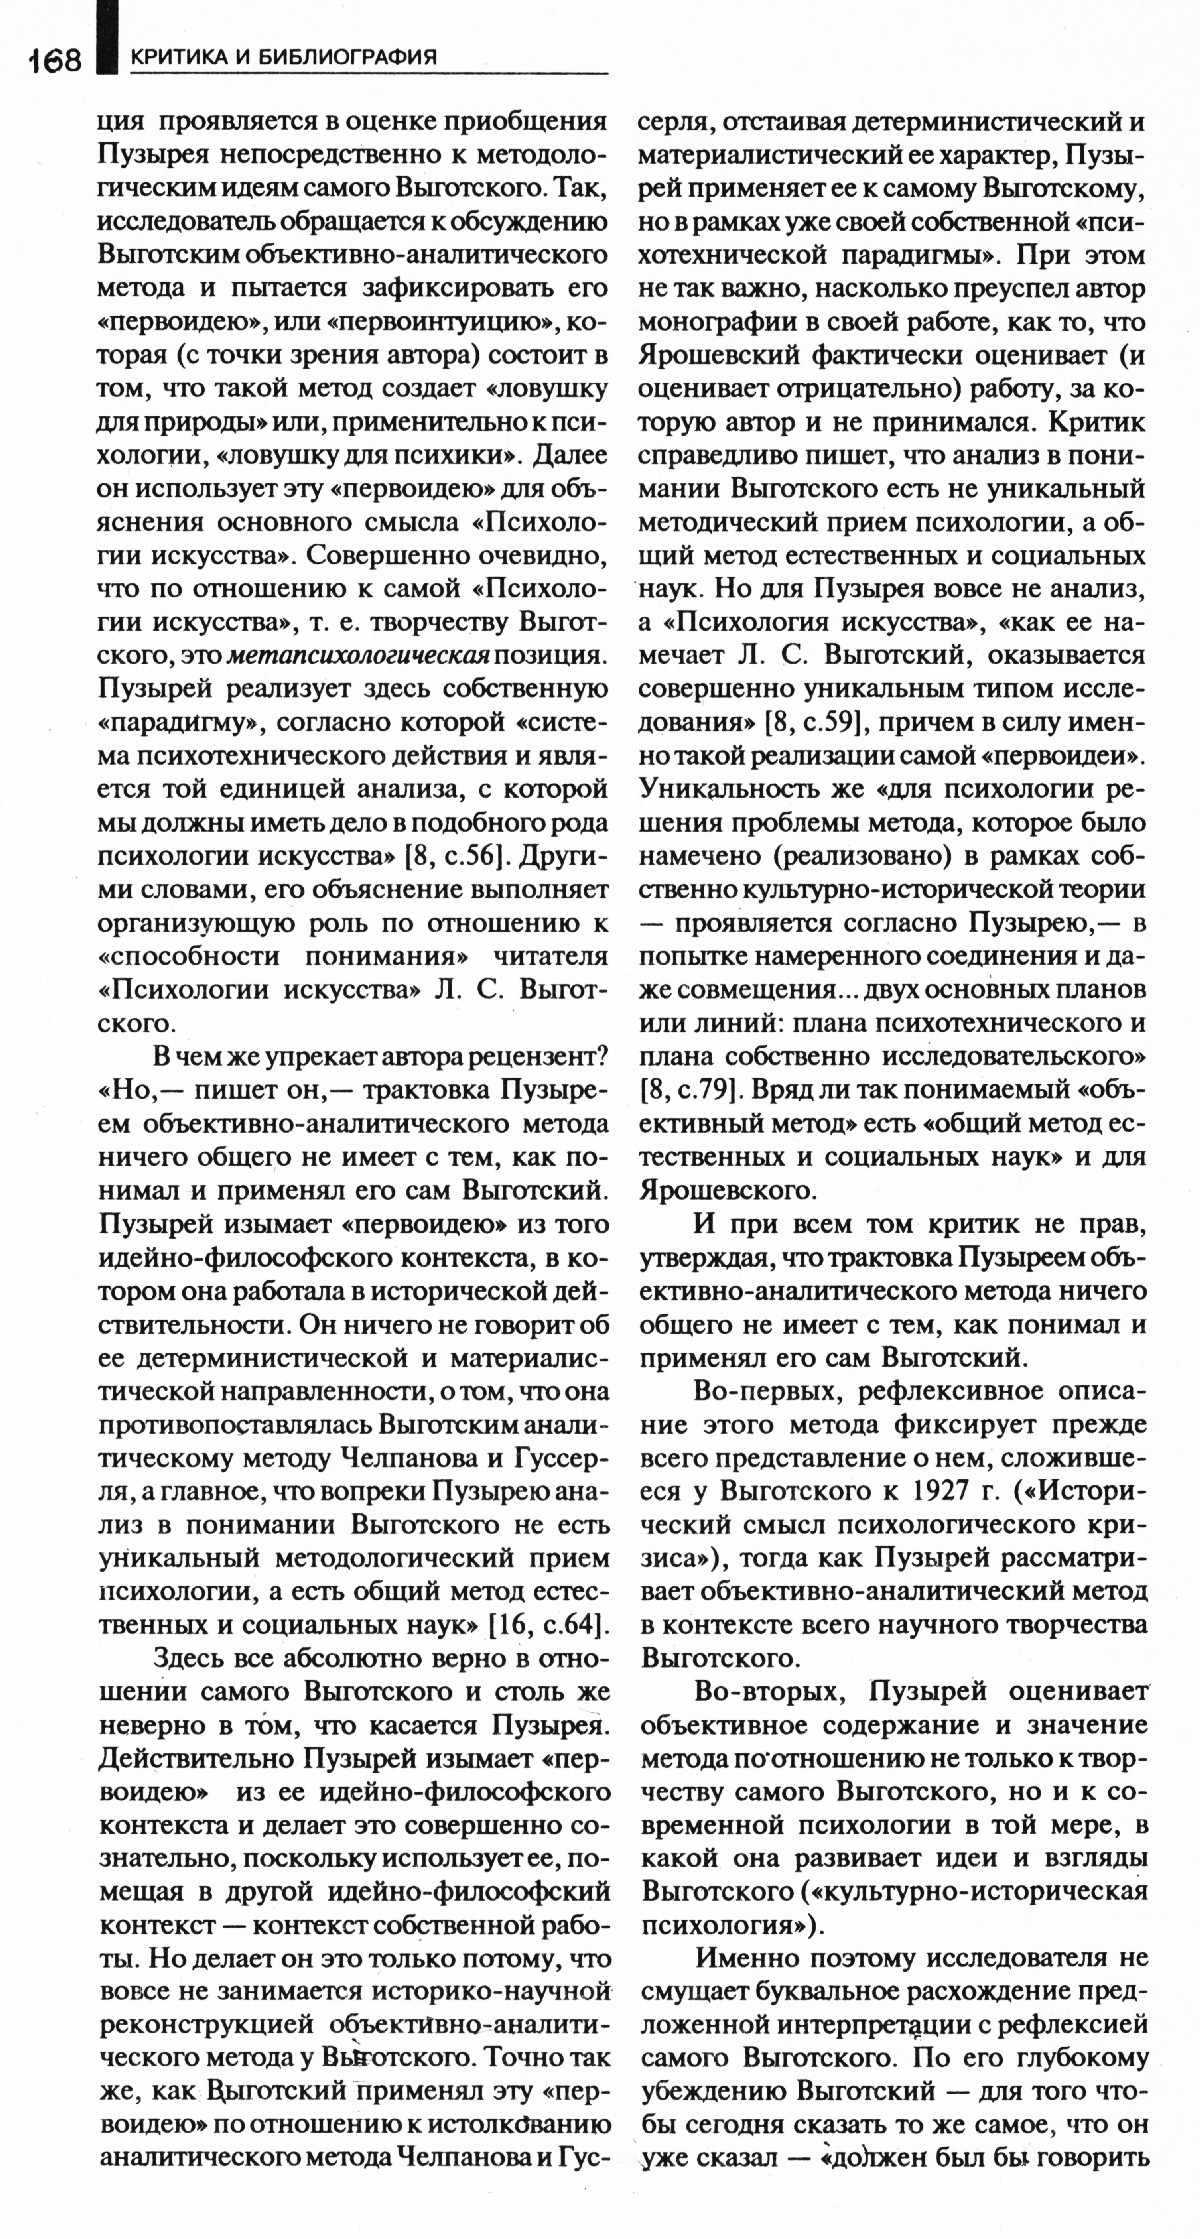 168
КРИТИКА И БИБЛИОГРАФИЯ
ция проявляется в оценке приобщения
Пузырея непосредственно к методоло-
гическим идеям самого Выготского. Так,
исследователь обращается к обсуждению
Выготским объективно-аналитического
метода и пытается зафиксировать его
«первоидею», или «первоинтуицию», ко-
торая (с точки зрения автора) состоит в
том, что такой метод создает «ловушку
для природы» или, применительно к пси-
хологии, «ловушку для психики». Далее
он использует эту «первоидею» для объ-
яснения основного смысла «Психоло-
гии искусства». Совершенно очевидно,
что по отношению к самой «Психоло-
гии искусства», т. е. творчеству Выгот-
ского, это метапсихологическая позиция.
Пузырей реализует здесь собственную
«парадигму», согласно которой «систе-
ма психотехнического действия и явля-
ется той единицей анализа, с которой
мы должны иметь дело в подобного рода
психологии искусства» [8, с.56]. Други-
ми словами, его объяснение выполняет
организующую роль по отношению к
«способности понимания» читателя
«Психологии искусства» Л. С. Выгот-
ского.
В чем же упрекает автора рецензент?
«Но,— пишет он,— трактовка Пузыре-
ем объективно-аналитического метода
ничего общего не имеет с тем, как по-
нимал и применял его сам Выготский.
Пузырей изымает «первоидею» из того
идейно-философского контекста, в ко-
тором она работала в исторической дей-
ствительности. Он ничего не говорит об
ее детерминистической и материалис-
тической направленности, о том, что она
противопоставлялась Выготским анали-
тическому методу Челпанова и Гуссер-
ля, а главное, что вопреки Пузырею ана-
лиз в понимании Выготского не есть
уникальный методологический прием
психологии, а есть общий метод естес-
твенных и социальных наук» [16, с.64].
Здесь все абсолютно верно в отно-
шении самого Выготского и столь же
неверно в том, что касается Пузырея.
Действительно Пузырей изымает «пер-
воидею» из ее идейно-философского
контекста и делает это совершенно со-
знательно, поскольку использует ее, по-
мещая в другой идейно-философский
контекст — контекст собственной рабо-
ты. Но делает он это только потому, что
вовсе не занимается историко-научной
реконструкцией объективно-аналити-
ческого метода у Выготского. Точно так
же, как Выготский применял эту «пер-
воидею» по отношению к истолкованию
аналитического метода Челпанова и Гус-
серля, отстаивая детерминистический и
материалистический ее характер, Пузы-
рей применяет ее к самому Выготскому,
но в рамках уже своей собственной «пси-
хотехнической парадигмы». При этом
не так важно, насколько преуспел автор
монографии в своей работе, как то, что
Ярошевский фактически оценивает (и
оценивает отрицательно) работу, за ко-
торую автор и не принимался. Критик
справедливо пишет, что анализ в пони-
мании Выготского есть не уникальный
методический прием психологии, а об-
щий метод естественных и социальных
наук. Но для Пузырея вовсе не анализ,
а «Психология искусства», «как ее на-
мечает Л. С. Выготский, оказывается
совершенно уникальным типом иссле-
дования» [8, с.59], причем в силу имен-
но такой реализации самой «первоидеи».
Уникальность же «для психологии ре-
шения проблемы метода, которое было
намечено (реализовано) в рамках соб-
ственно культурно-исторической теории
— проявляется согласно Пузырею,— в
попытке намеренного соединения и да-
же совмещения... двух основных планов
или линий: плана психотехнического и
плана собственно исследовательского»
[8, с.79]. Вряд ли так понимаемый «объ-
ективный метод» есть «общий метод ес-
тественных и социальных наук» и для
Ярошевского.
И при всем том критик не прав,
утверждая, что трактовка Пузыреем объ-
ективно-аналитического метода ничего
общего не имеет с тем, как понимал и
применял его сам Выготский.
Во-первых, рефлексивное описа-
ние этого метода фиксирует прежде
всего представление о нем, сложивше-
еся у Выготского к 1927 г. («Истори-
ческий смысл психологического кри-
зиса»), тогда как Пузырей рассматри-
вает объективно-аналитический метод
в контексте всего научного творчества
Выготского.
Во-вторых, Пузырей оценивает
объективное содержание и значение
метода по отношению не только к твор-
честву самого Выготского, но и к со-
временной психологии в той мере, в
какой она развивает идеи и взгляды
Выготского («культурно-историческая
психология»).
Именно поэтому исследователя не
смущает буквальное расхождение пред-
ложенной интерпретации с рефлексией
самого Выготского. По его глубокому
убеждению Выготский — для того что-
бы сегодня сказать то же самое, что он
уже сказал — «должен был бы говорить